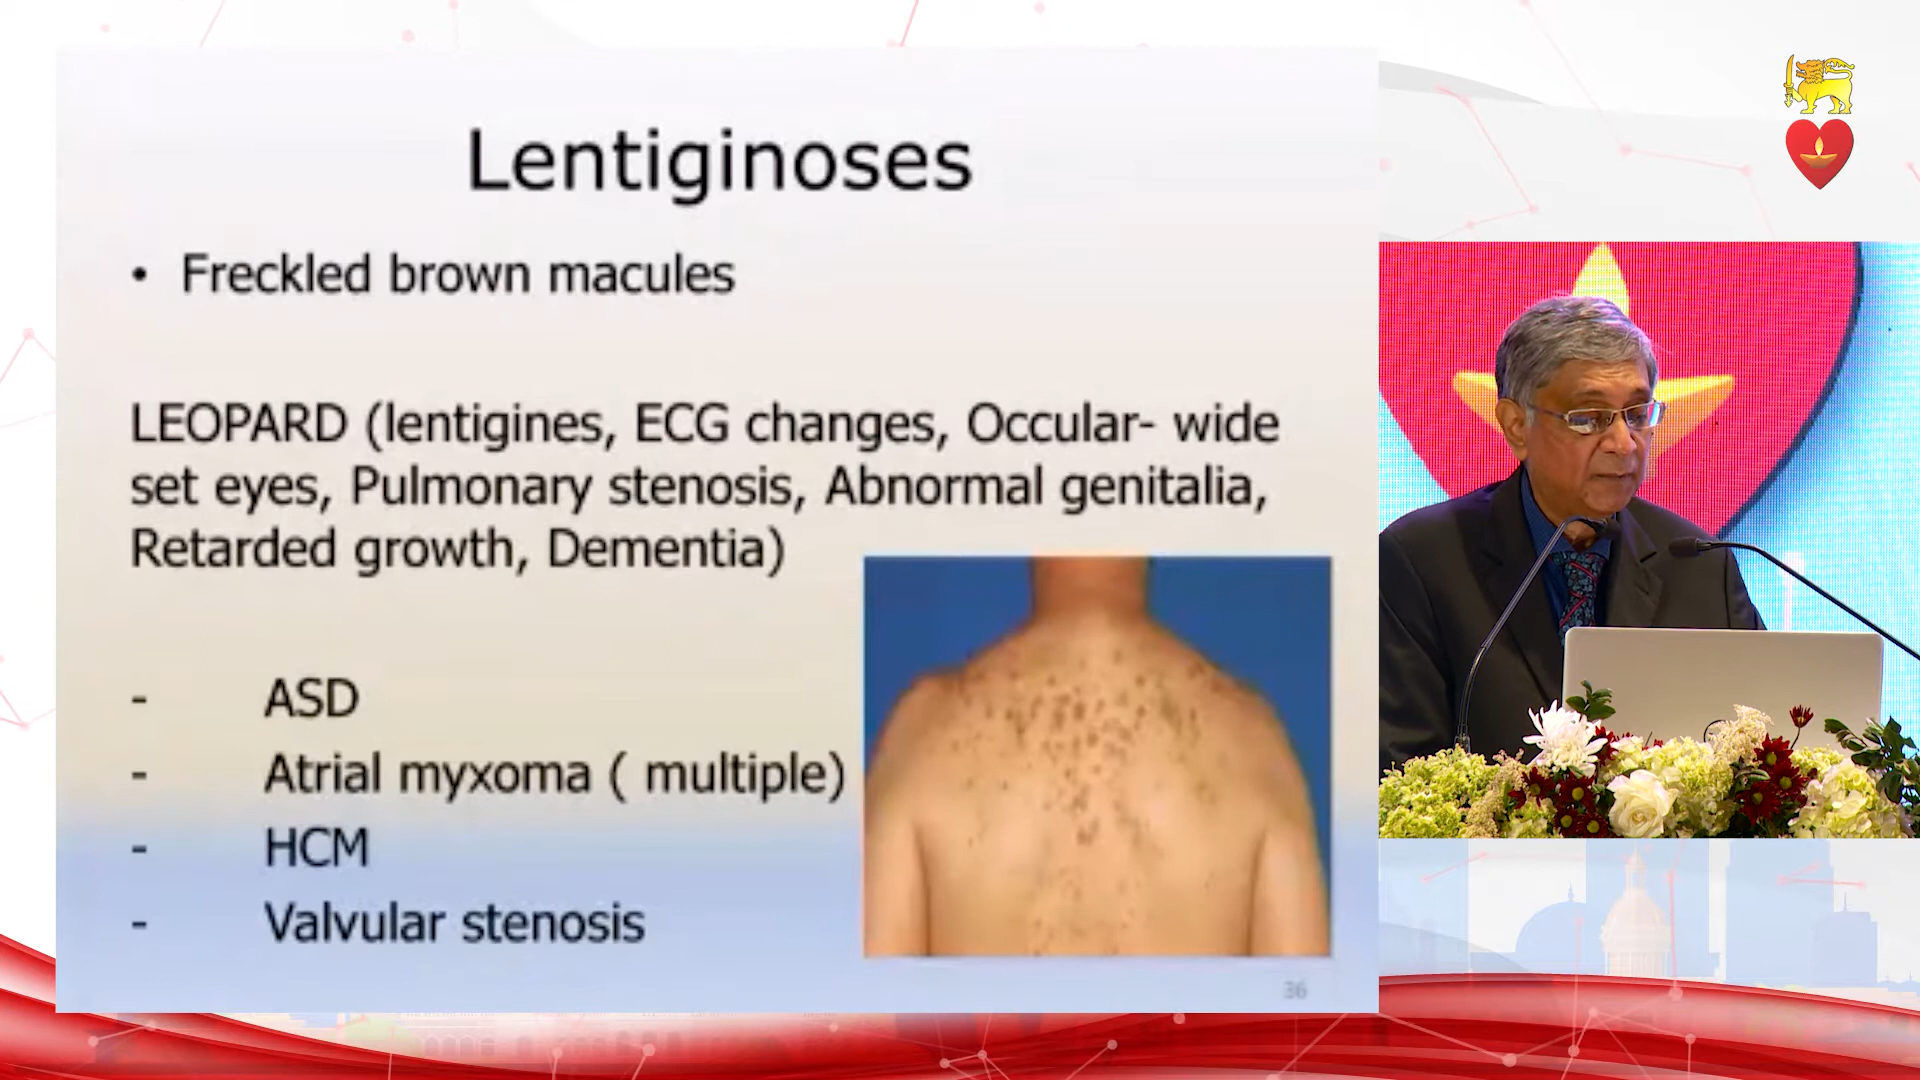 Lentiginoses
• Freckled brown macules
LEOPARD (lentigines, ECG changes, Occular- wide
set eyes, Pulmonary stenosis, Abnormal genitalia,
Retarded growth, Dementia)
- ASD
- Atrial myxoma ( multiple)
- HCM
- Valvular stenosis
36